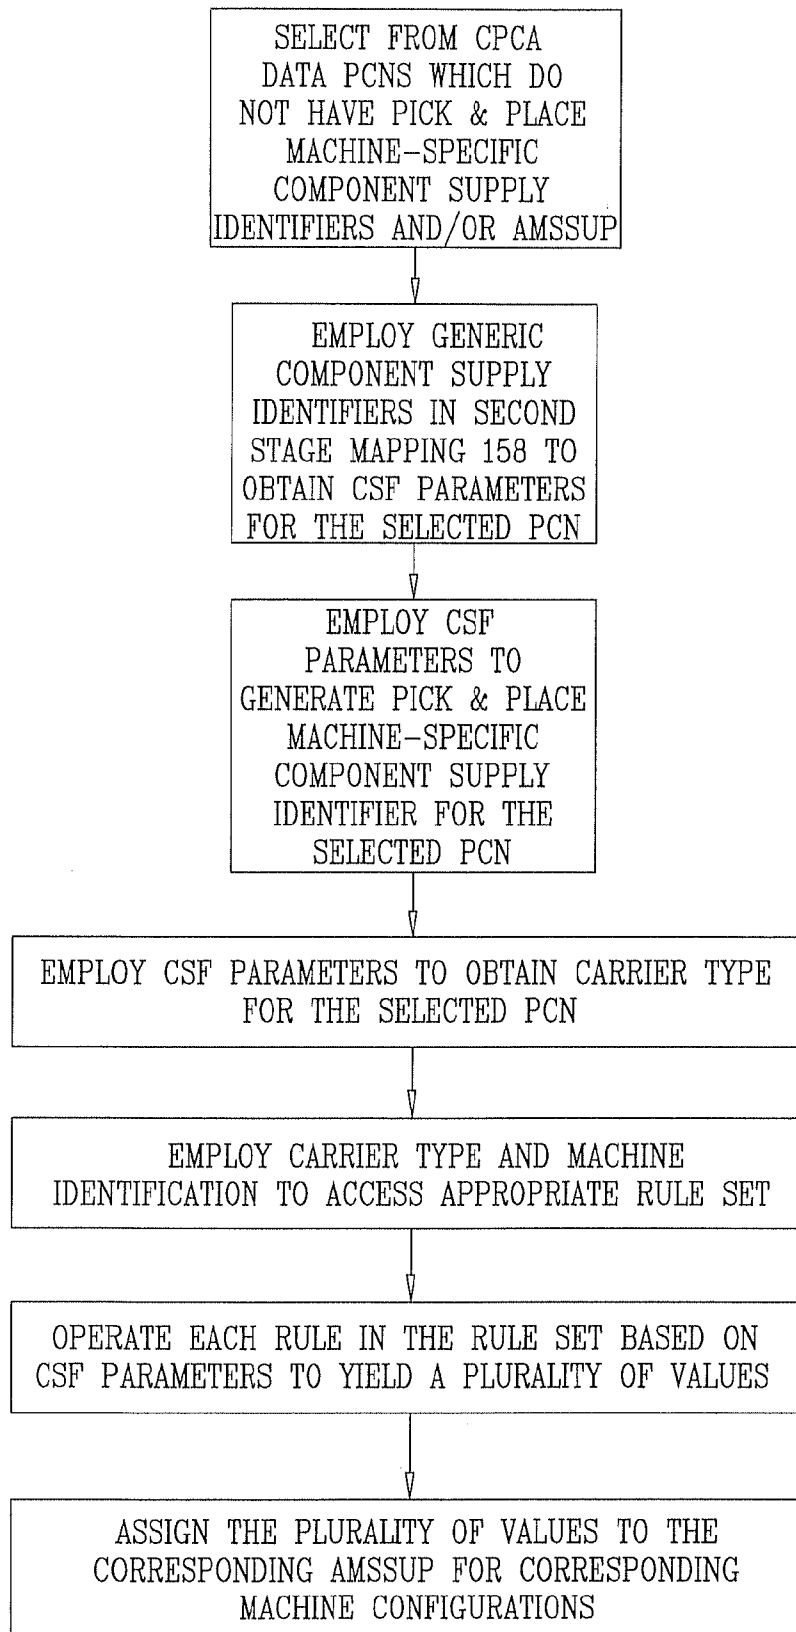 SELECT FROM CPCA
DATA PCNS WHICH DO
NOT HAVE PICK & PLACE
MACHINE-SPECIFIC
COMPONENT SUPPLY
IDENTIFIERS AND/OR AMSSUP
EMPLOY GENERIC
COMPONENT SUPPLY
IDENTIFIERS IN SECOND
STAGE MAPPING 158 TO
OBTAIN CSF PARAMETERS
FOR THE SELECTED PCN
EMPLOY CSF
PARAMETERS TO
GENERATE PICK & PLACE
MACHINE-SPECIFIC
COMPONENT SUPPLY
IDENTIFIER FOR THE
SELECTED PCN
EMPLOY CSF PARAMETERS TO OBTAIN CARRIER TYPE
FOR THE SELECTED PCN
EMPLOY CARRIER TYPE AND MACHINE
IDENTIFICATION TO ACCESS APPROPRIATE RULE SET
OPERATE EACH RULE IN THE RULE SET BASED ON
CSF PARAMETERS TO YIELD A PLURALITY OF VALUES
ASSIGN THE PLURALITY OF VALUES TO THE
CORRESPONDING AMSSUP FOR CORRESPONDING
MACHINE CONFIGURATIONS